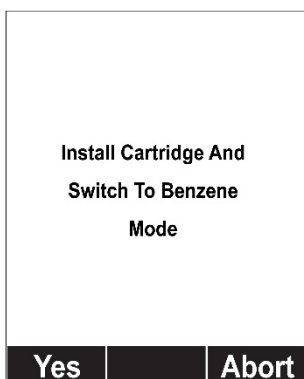 Install Cartridge And
Switch To Benzene
Mode
Yes Abort